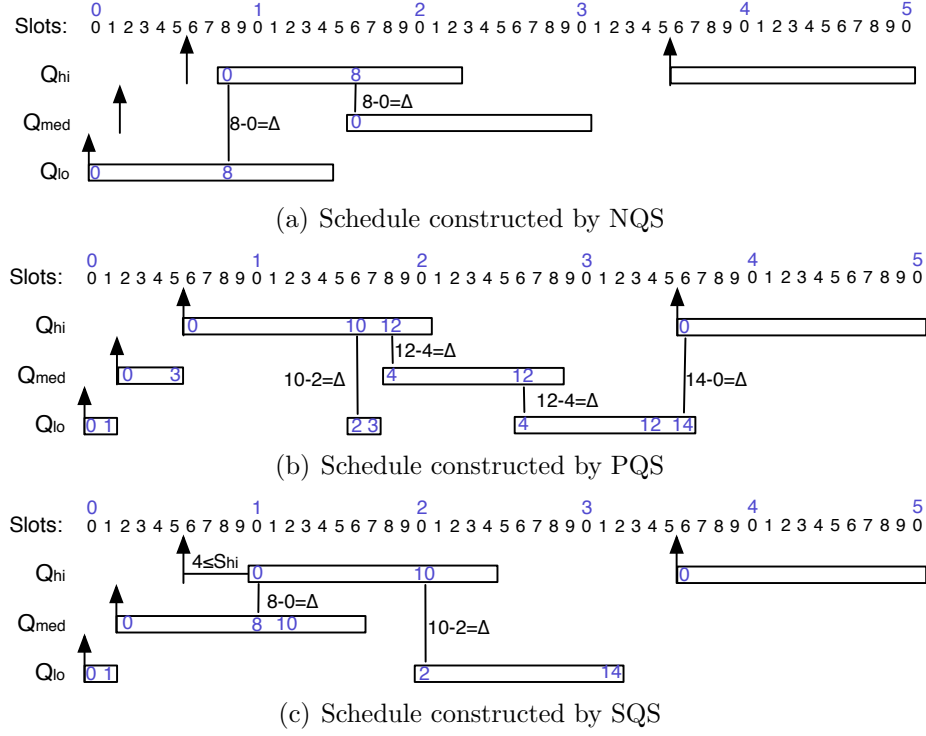 0 1 2 3 4 5
Slots: 0 1 2 3 4 5 6 7 8 9 0 1 2 3 4 5 6 7 8 9 0 1 2 3 4 5 6 7 8 9 0 1 2 3 4 5 6 7 8 9 0 1 2 3 4 5 6 7 8 9 0
Qhi 0 8
8-0=Δ
Qmed 8-0=Δ 0
Qlo 0 8
(a) Schedule constructed by NQS
0 1 2 3 4 5
Slots: 0 1 2 3 4 5 6 7 8 9 0 1 2 3 4 5 6 7 8 9 0 1 2 3 4 5 6 7 8 9 0 1 2 3 4 5 6 7 8 9 0 1 2 3 4 5 6 7 8 9 0
Qhi 0 10 12 0
12-4=Δ
Qmed 0 3 4 12
10-2=Δ 14-0=Δ
12-4=Δ
Qlo 0 1 2 3 4 12 14
(b) Schedule constructed by PQS
0 1 2 3 4 5
Slots: 0 1 2 3 4 5 6 7 8 9 0 1 2 3 4 5 6 7 8 9 0 1 2 3 4 5 6 7 8 9 0 1 2 3 4 5 6 7 8 9 0 1 2 3 4 5 6 7 8 9 0
4≤Shi
Qhi 0 10 0
8-0=Δ
Qmed 0 8 10
10-2=Δ
Qlo 0 1 2 14
(c) Schedule constructed by SQS